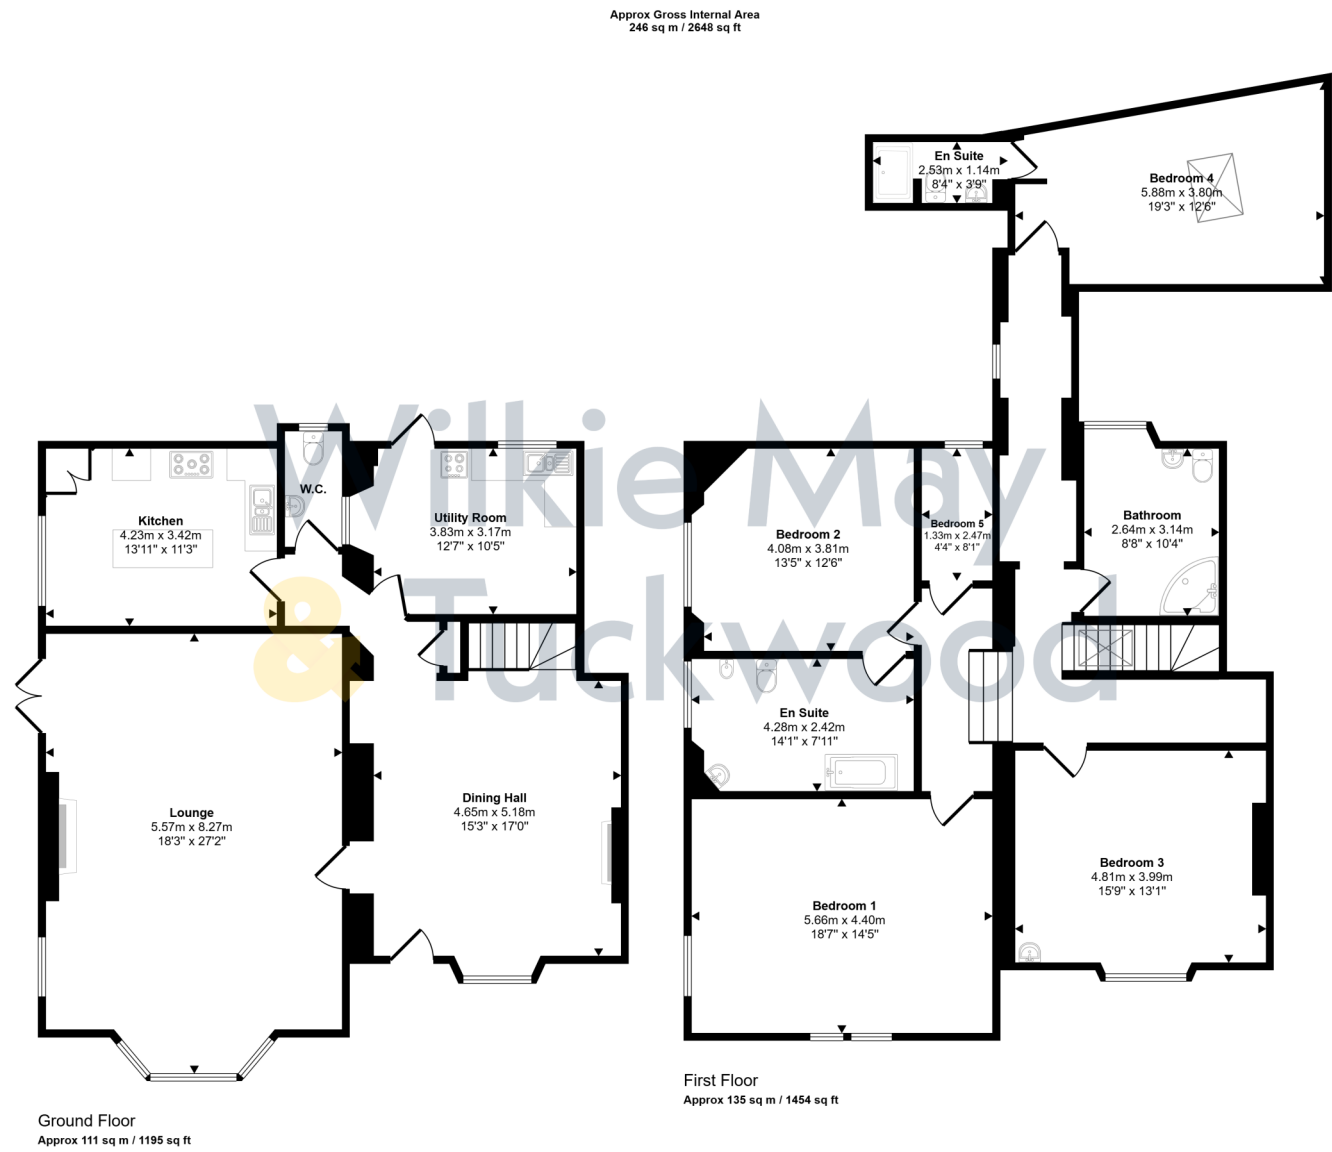 Approx Gross Internal Area
246 sq m / 2648 sq ft
En Suite
2.53m x 1.14m
8'4" x 3'9"
Bedroom 4
5.88m x 3.80m
19'3" x 12'6"
Wilkie May
& Tuckwood
W.C.
Kitchen
4.23m x 3.42m
13'11" x 11'3"
Utility Room
3.83m x 3.17m
12'7" x 10'5"
Bedroom 2
4.08m x 3.81m
13'5" x 12'6"
Bedroom 5
1.33m x 2.47m
4'4" x 8'1"
Bathroom
2.64m x 3.14m
8'8" x 10'4"
En Suite
4.28m x 2.42m
14'1" x 7'11"
Lounge
5.57m x 8.27m
18'3" x 27'2"
Dining Hall
4.65m x 5.18m
15'3" x 17'0"
Bedroom 3
4.81m x 3.99m
15'9" x 13'1"
Bedroom 1
5.66m x 4.40m
18'7" x 14'5"
First Floor
Approx 135 sq m / 1454 sq ft
Ground Floor
Approx 111 sq m / 1195 sq ft